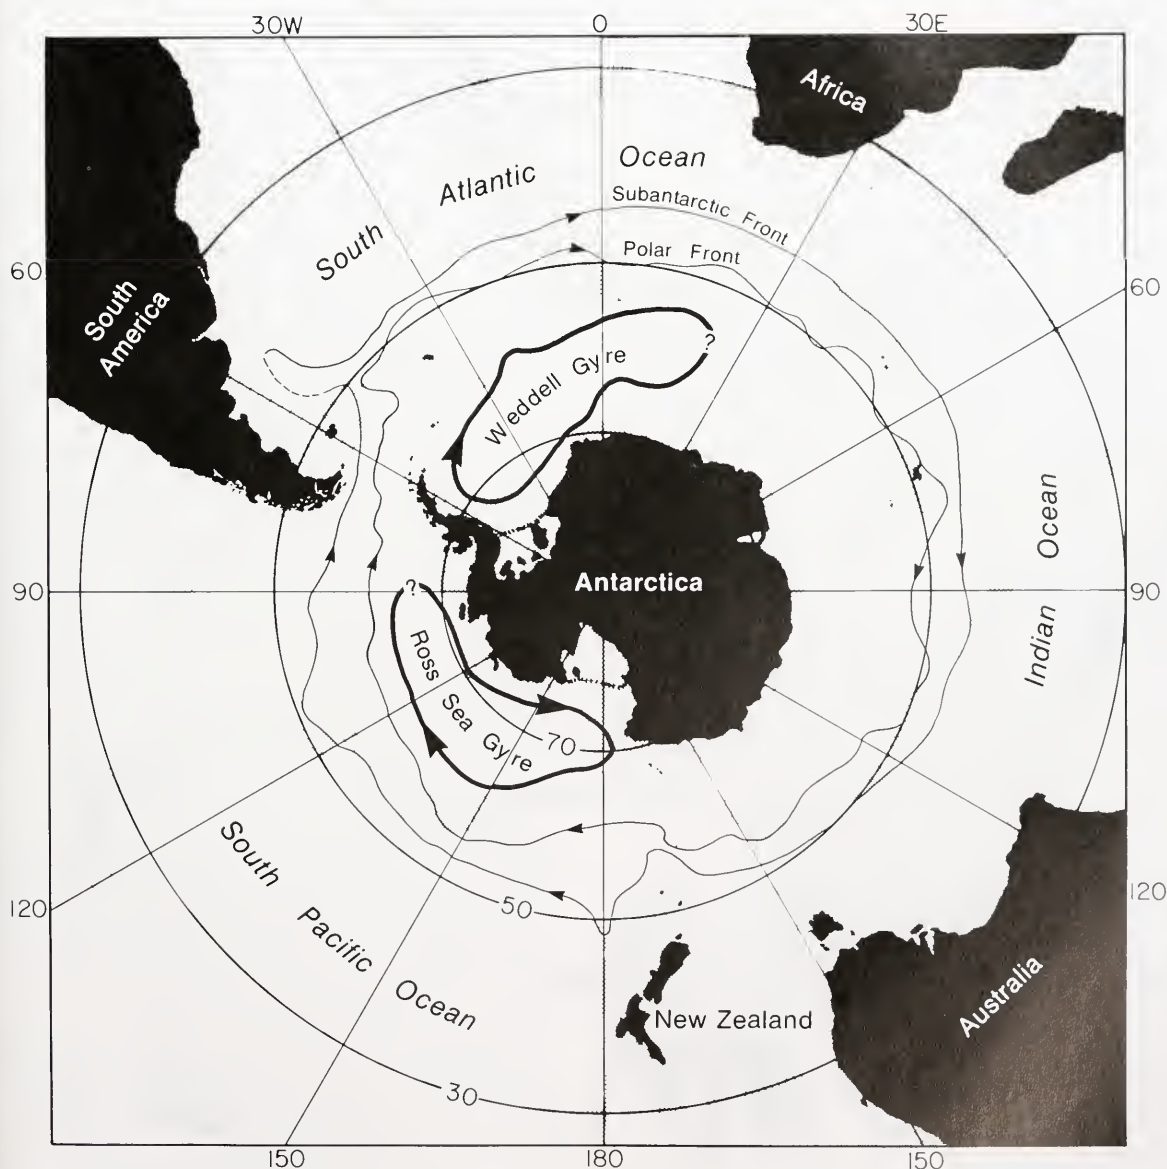 30W
0
30E
Africa
Ocean
Atlantic
South
Subantarctic Front
Polar Front
60
60
South
America
Weddell Gyre
?
Ocean
Indian
Antarctica
90
90
?
Ross Sea Gyre
70
South Pacific Ocean
50
120
120
Australia
New Zealand
30
150
180
150